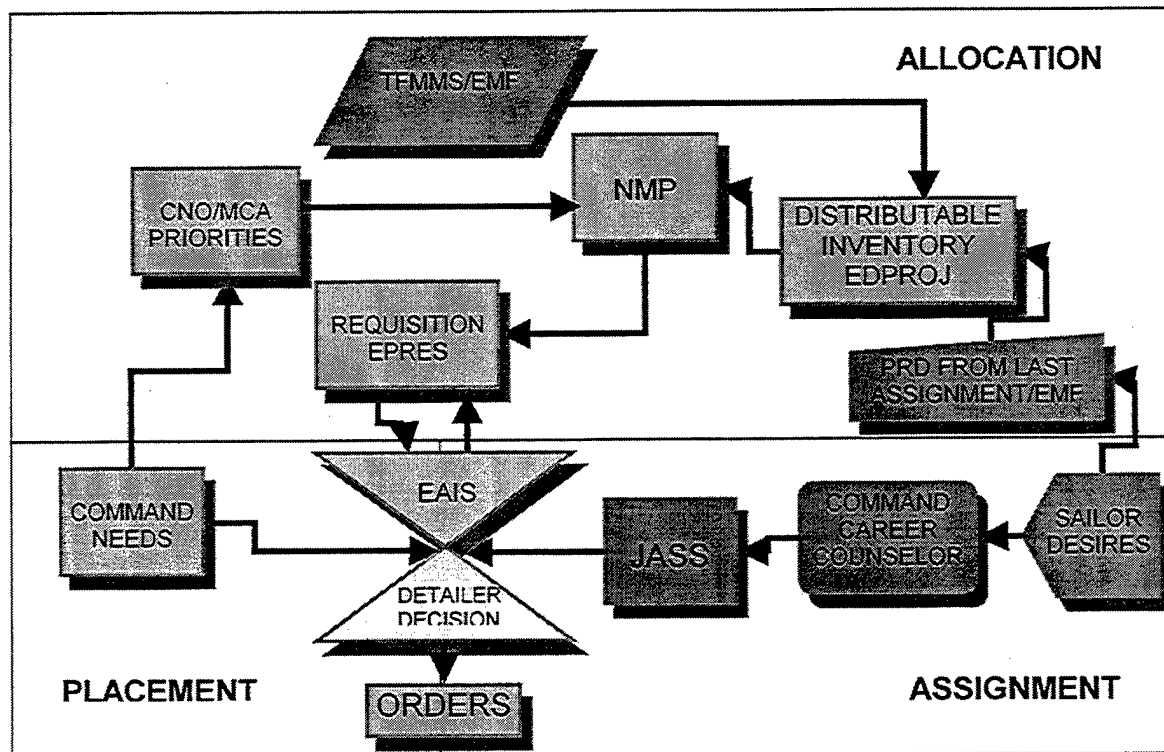 ALLOCATION
TFMMS/EMF
NMP
CNO/MCA
PRIORITIES
DISTRIBUTABLE
INVENTORY
EDPROJ
REQUISITION
EPRES
PRD FROM LAST
ASSIGNMENT/EMF
COMMAND
NEEDS
EAIS
JASS
COMMAND
CAREER
COUNSELOR
SAILOR
DESIRES
DETAILER
DECISION
PLACEMENT
ORDERS
ASSIGNMENT